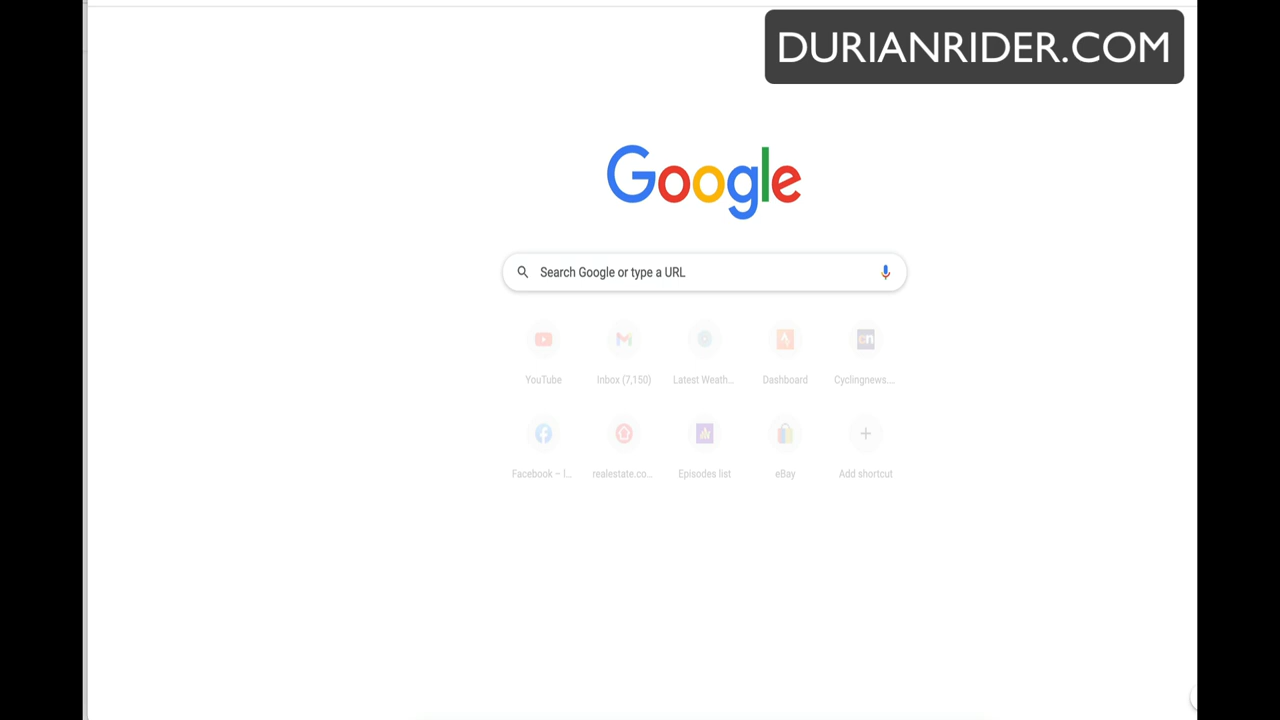 DURIANRIDER.COM
Google
Search Google or type a URL
YouTube
Inbox (7,150)
Latest Weath...
Dashboard
Cyclingnews....
Facebook – l...
realestate.co...
Episodes list
eBay
Add shortcut